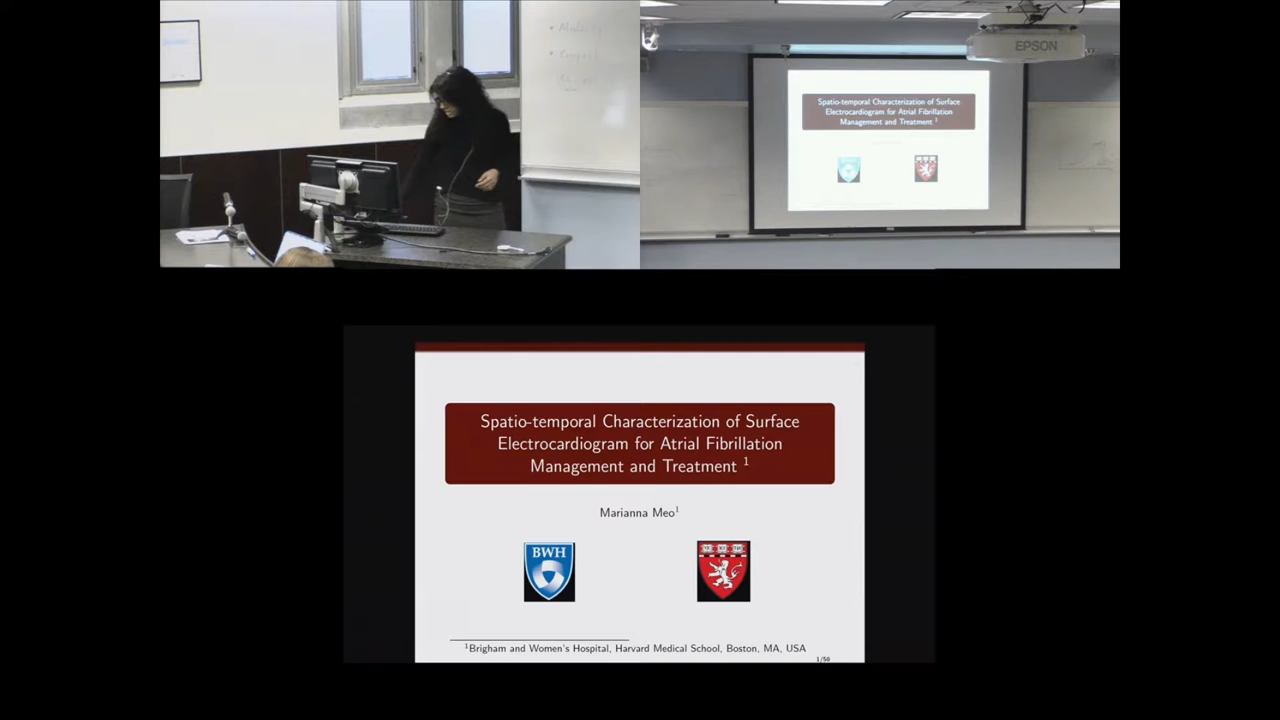 EPSON
Spatio-temporal Characterization of Surface
Electrocardiogram for Atrial Fibrillation
Management and Treatment 1
Spatio-temporal Characterization of Surface
Electrocardiogram for Atrial Fibrillation
Management and Treatment 1
Marianna Meo1
BWH
1Brigham and Women's Hospital, Harvard Medical School, Boston, MA, USA
1/50